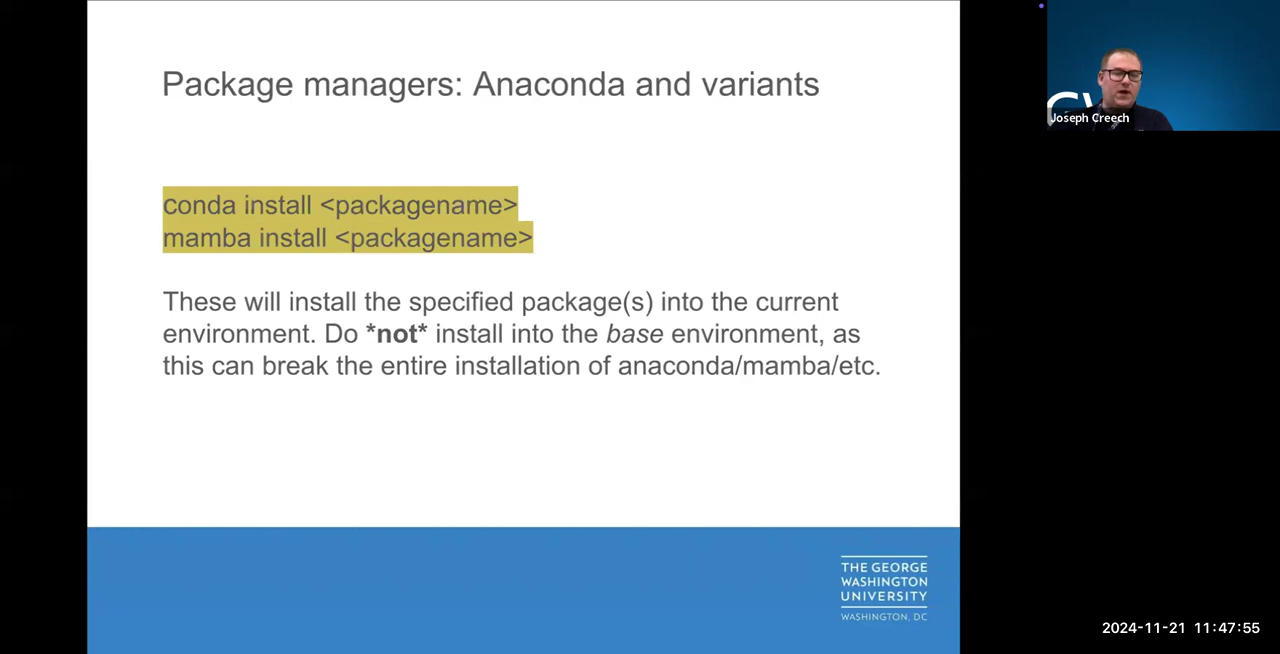 Package managers: Anaconda and variants
conda install <packagename>
mamba install <packagename>
These will install the specified package(s) into the current
environment. Do *not* install into the base environment, as
this can break the entire installation of anaconda/mamba/etc.
THE GEORGE
WASHINGTON
UNIVERSITY
WASHINGTON, DC
Joseph Creech
2024-11-21 11:47:55